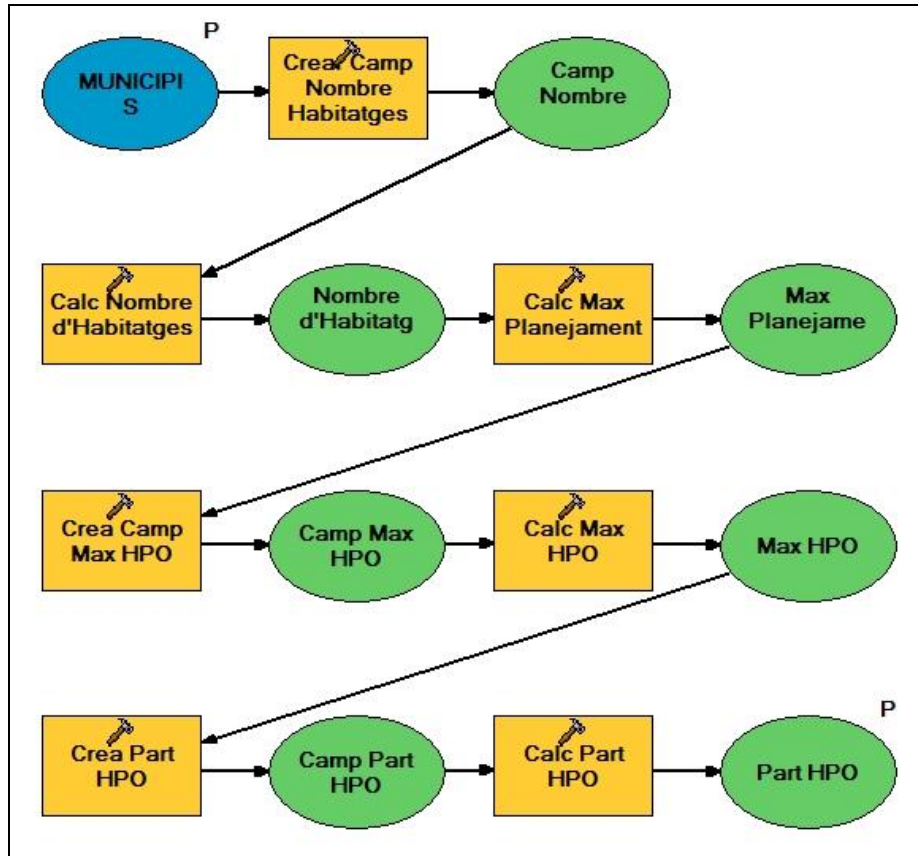 P
MUNICIPI
S
Crea Camp
Nombre
Habitatges
Camp
Nombre
Calc Nombre
d'Habitatges
Nombre
d'Habitatg
Calc Max
Planejament
Max
Planejame
Crea Camp
Max HPO
Camp Max
HPO
Calc Max
HPO
Max HPO
P
Crea Part
HPO
Camp Part
HPO
Calc Part
HPO
Part HPO